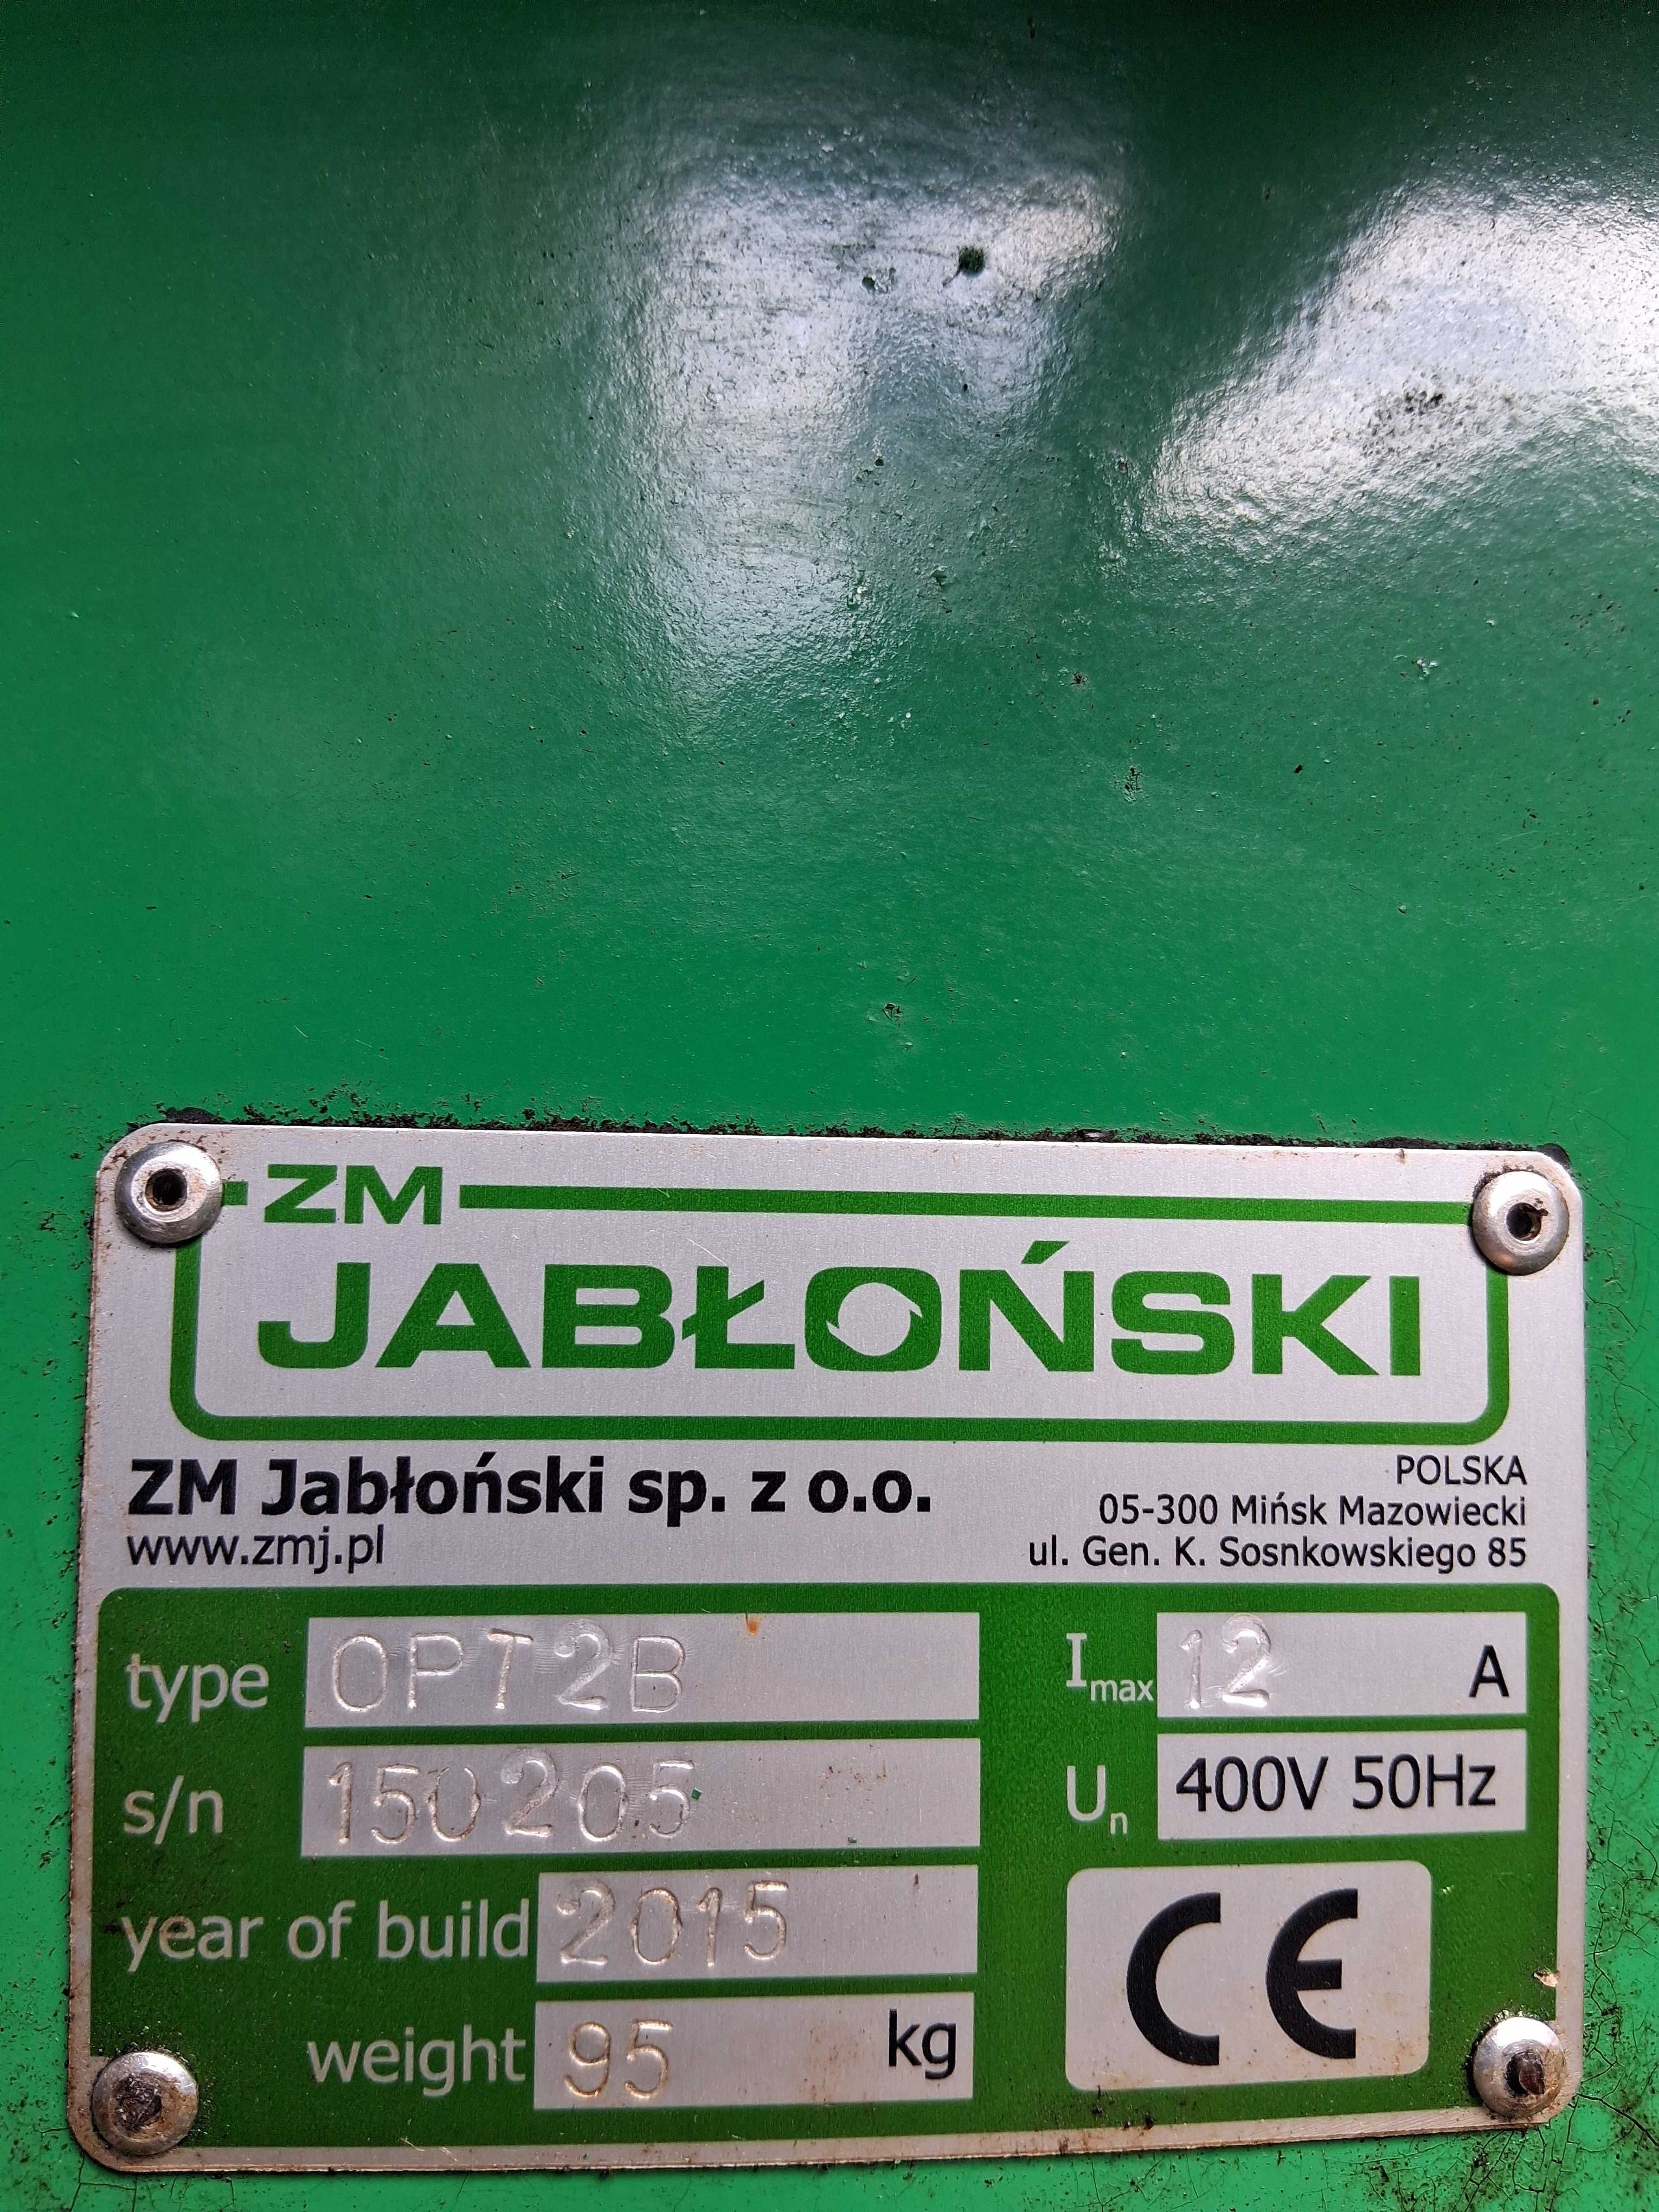 ZM
JABŁOŃSKI
ZM Jabłoński sp. z o.o.
www.zmj.pl
POLSKA
05-300 Mińsk Mazowiecki
ul. Gen. K. Sosnkowskiego 85
type OPT2B
s/n 150205
year of build 2015
weight 95 kg
Imax 12 A
Un 400V 50Hz
CE